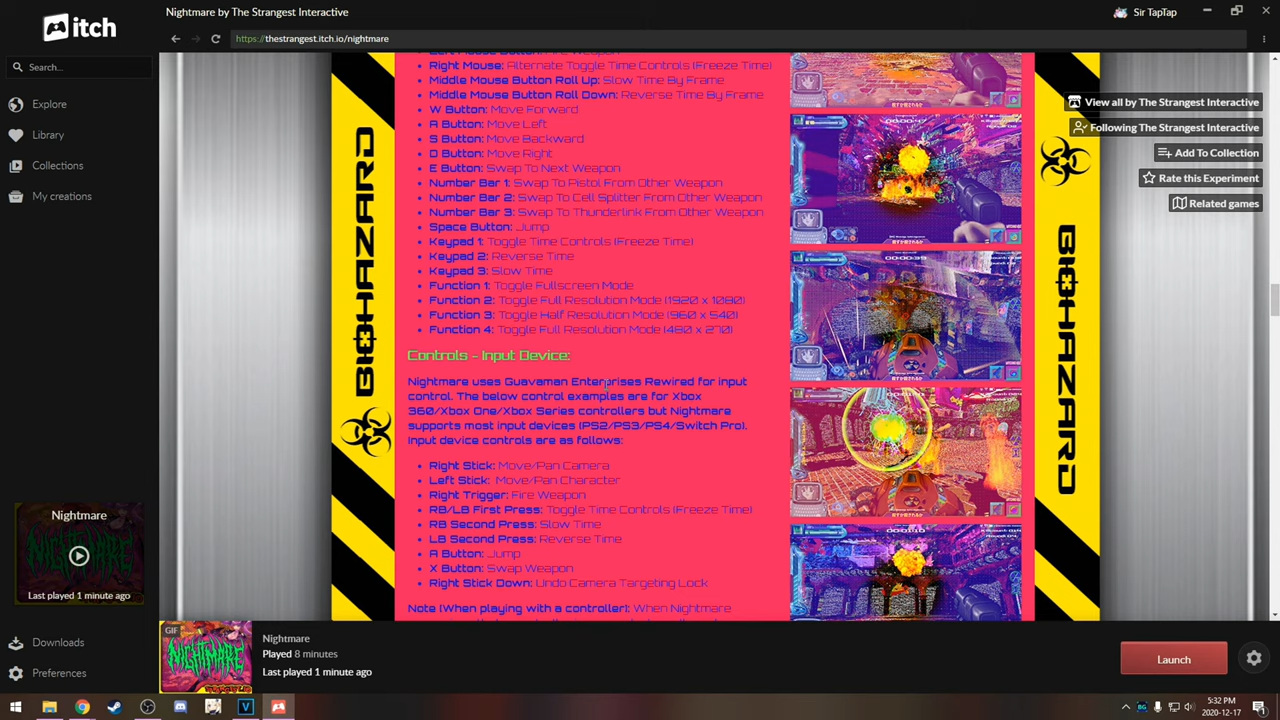 itch
Nightmare by The Strangest Interactive
Sir TapTap
https://thestrangest.itch.io/nightmare
Search...
Explore
Library
Collections
My creations
Right Mouse: Alternate Toggle Time Controls (Freeze Time)
Middle Mouse Button Roll Up: Slow Time By Frame
Middle Mouse Button Roll Down: Reverse Time By Frame
W Button: Move Forward
A Button: Move Left
S Button: Move Backward
D Button: Move Right
E Button: Swap To Next Weapon
Number Bar 1: Swap To Pistol From Other Weapon
Number Bar 2: Swap To Cell Splitter From Other Weapon
Number Bar 3: Swap To Thunderlink From Other Weapon
Space Button: Jump
Keypad 1: Toggle Time Controls (Freeze Time)
Keypad 2: Reverse Time
Keypad 3: Slow Time
Function 1: Toggle Fullscreen Mode
Function 2: Toggle Full Resolution Mode (1920 x 1080)
Function 3: Toggle Half Resolution Mode (960 x 540)
Function 4: Toggle Full Resolution Mode (480 x 270)
Controls - Input Device:
Nightmare uses Guavaman Enterprises Rewired for input
control. The below control examples are for Xbox
360/Xbox One/Xbox Series controllers but Nightmare
supports most input devices (PS2/PS3/PS4/Switch Pro).
Input device controls are as follows:
Right Stick: Move/Pan Camera
Left Stick: Move/Pan Character
Right Trigger: Fire Weapon
RB/LB First Press: Toggle Time Controls (Freeze Time)
RB Second Press: Slow Time
LB Second Press: Reverse Time
A Button: Jump
X Button: Swap Weapon
Right Stick Down: Undo Camera Targeting Lock
Note (When playing with a controller): When Nightmare
BIOHAZARD
BIOHAZARD
View all by The Strangest Interactive
Following The Strangest Interactive
Add To Collection
Rate this Experiment
Related games
Nightmare
Last played 1 minute ago
Downloads
Preferences
GIF
NIGHTMARE
Nightmare
Played 8 minutes
Last played 1 minute ago
Launch
5:32 PM
2020-12-17